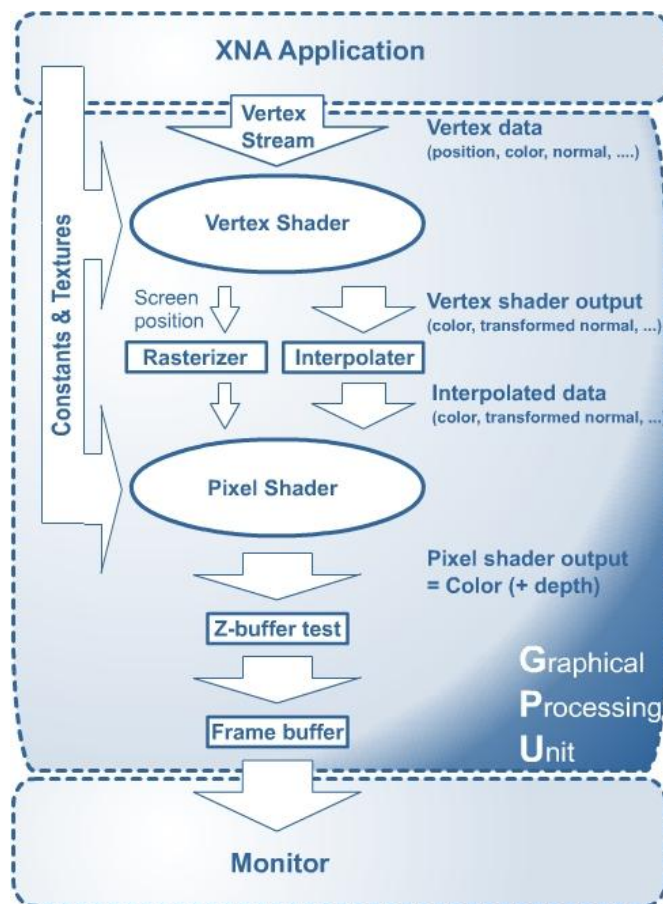 XNA Application
Vertex
Stream
Vertex data
(position, color, normal, ....)
Constants & Textures
Vertex Shader
Screen
position
Vertex shader output
(color, transformed normal, ...)
Rasterizer
Interpolater
Interpolated data
(color, transformed normal, ...
Pixel Shader
Pixel shader output
= Color (+ depth)
Z-buffer test
Graphical
Processing
Unit
Frame buffer
Monitor